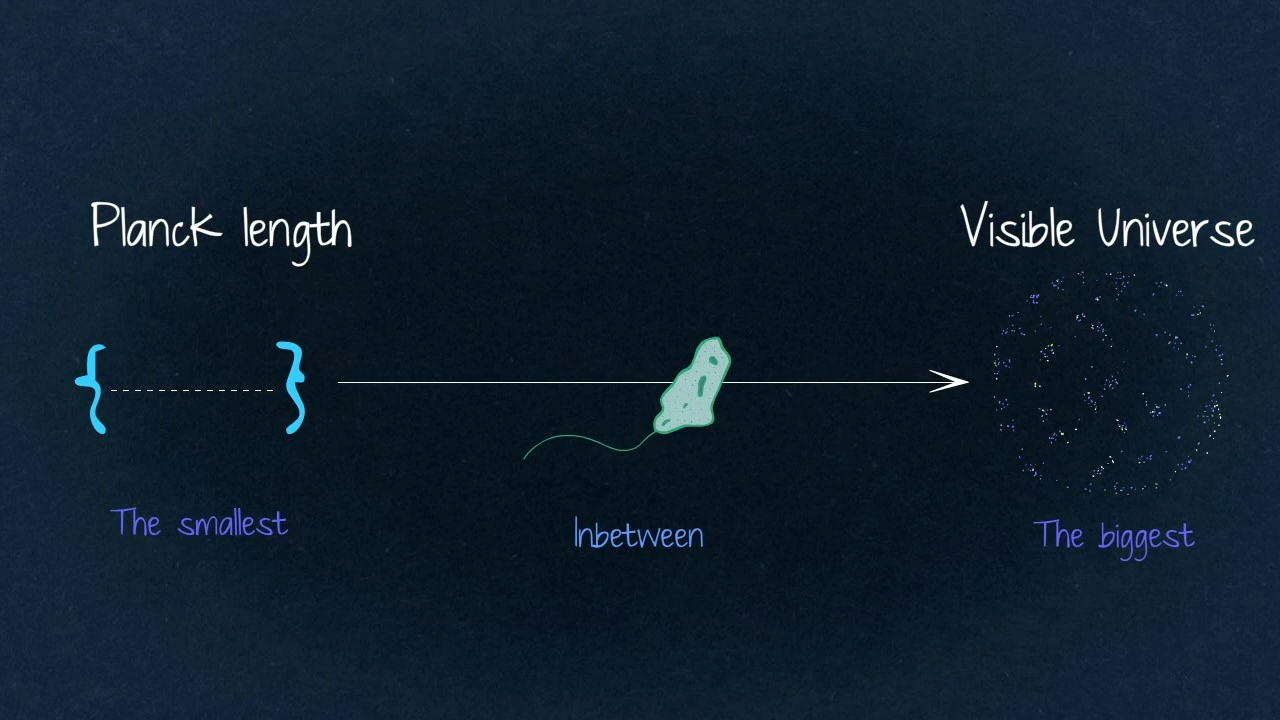 Planck length
Visible Universe
The smallest
Inbetween
The biggest